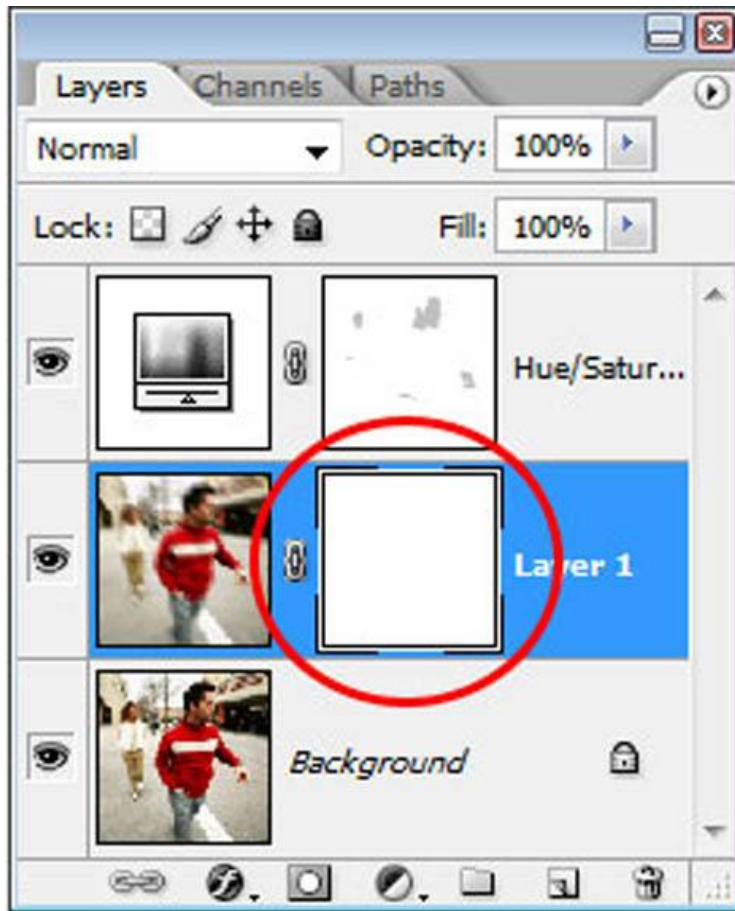 Layers Channels Paths
Normal Opacity: 100%
Lock: Fill: 100%
Hue/Satur...
Layer 1
Background